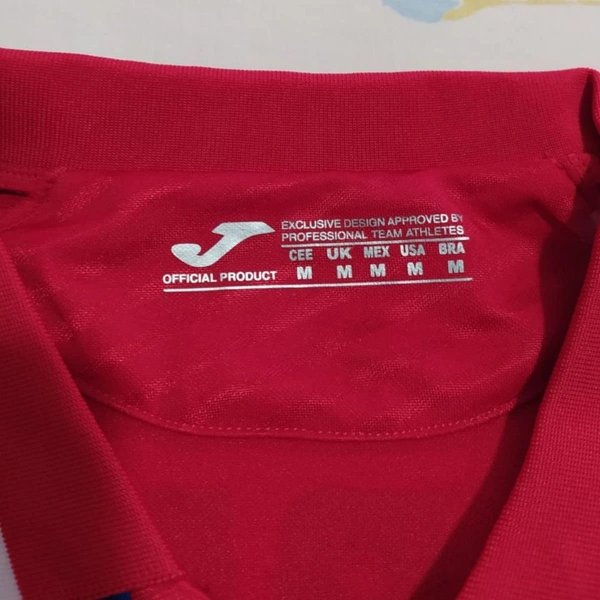 EXCLUSIVE DESIGN APPROVED BY
PROFESSIONAL TEAM ATHLETES
CEE UK MEX USA BRA
M M M M M
OFFICIAL PRODUCT